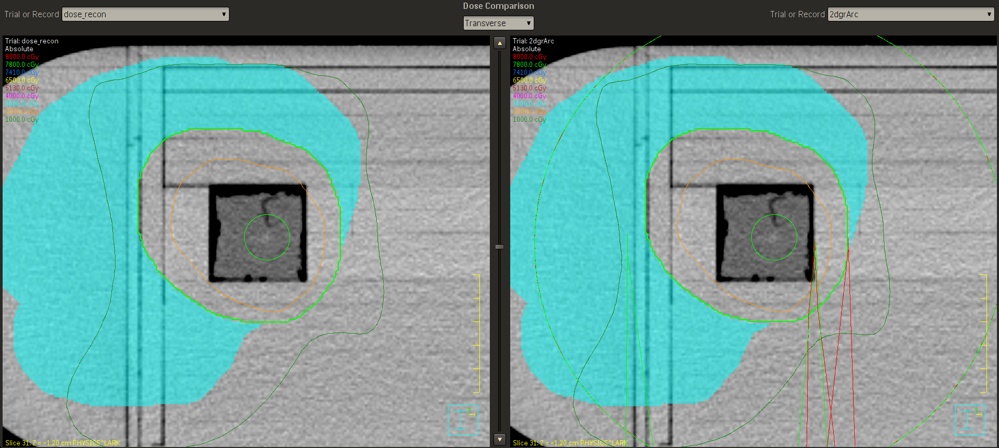 Dose Comparison
Trial or Record dose_recon
Transverse
Trial or Record 2dgrArc
Trial: dose_recon
Absolute
8000.0 cGy
7800.0 cGy
7410.0 cGy
6500.0 cGy
5130.0 cGy
4000.0 cGy
3000.0 cGy
2000.0 cGy
1000.0 cGy
Slice 31: Z = -1.20 cm PHYSICS^LARK
Trial: 2dgrArc
Absolute
8000.0 cGy
7800.0 cGy
7410.0 cGy
6500.0 cGy
5130.0 cGy
4000.0 cGy
3000.0 cGy
2000.0 cGy
1000.0 cGy
Slice 31: Z = -1.20 cm PHYSICS^LARK